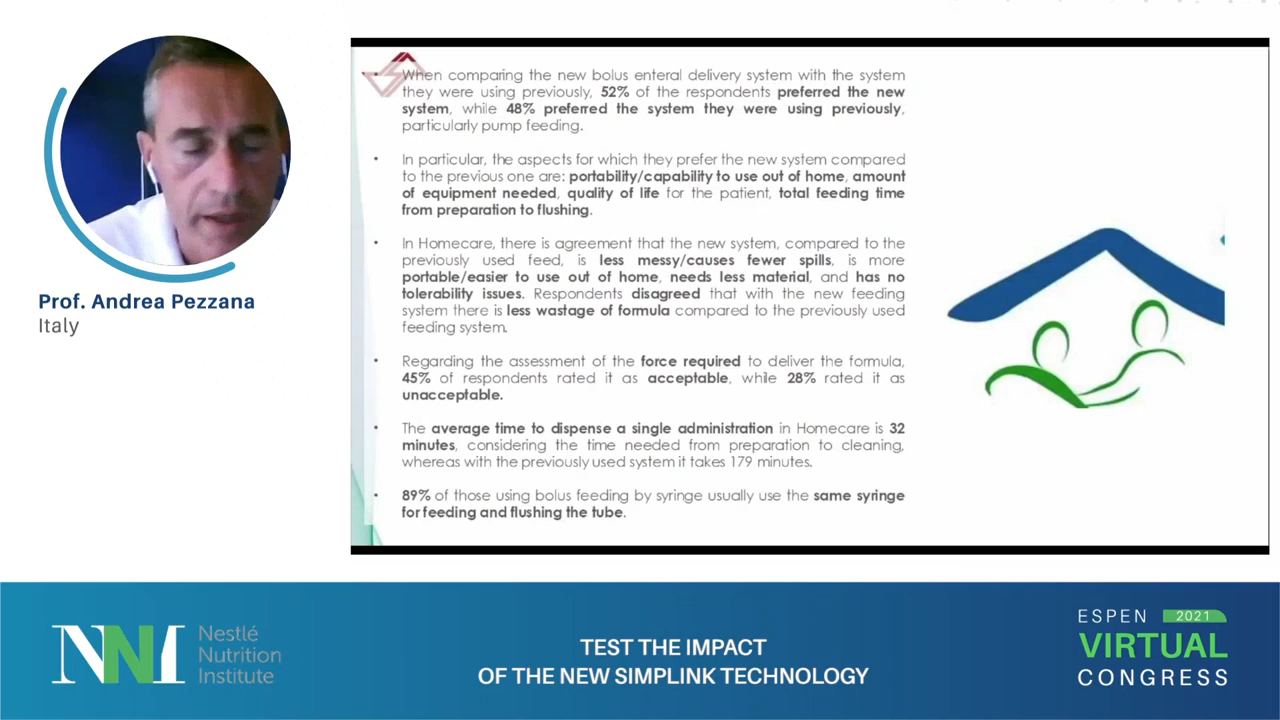 When comparing the new bolus enteral delivery system with the system
they were using previously, 52% of the respondents preferred the new
system, while 48% preferred the system they were using previously,
particularly pump feeding.
• In particular, the aspects for which they prefer the new system compared
to the previous one are: portability/capability to use out of home, amount
of equipment needed, quality of life for the patient, total feeding time
from preparation to flushing.
• In Homecare, there is agreement that the new system, compared to the
previously used feed, is less messy/causes fewer spills, is more
portable/easier to use out of home, needs less material, and has no
tolerability issues. Respondents disagreed that with the new feeding
system there is less wastage of formula compared to the previously used
feeding system.
• Regarding the assessment of the force required to deliver the formula,
45% of respondents rated it as acceptable, while 28% rated it as
unacceptable.
• The average time to dispense a single administration in Homecare is 32
minutes, considering the time needed from preparation to cleaning,
whereas with the previously used system it takes 179 minutes.
• 89% of those using bolus feeding by syringe usually use the same syringe
for feeding and flushing the tube.
Prof. Andrea Pezzana
Italy
NNI
Nestlé
Nutrition
Institute
TEST THE IMPACT
OF THE NEW SIMPLINK TECHNOLOGY
ESPEN 2021
VIRTUAL
CONGRESS